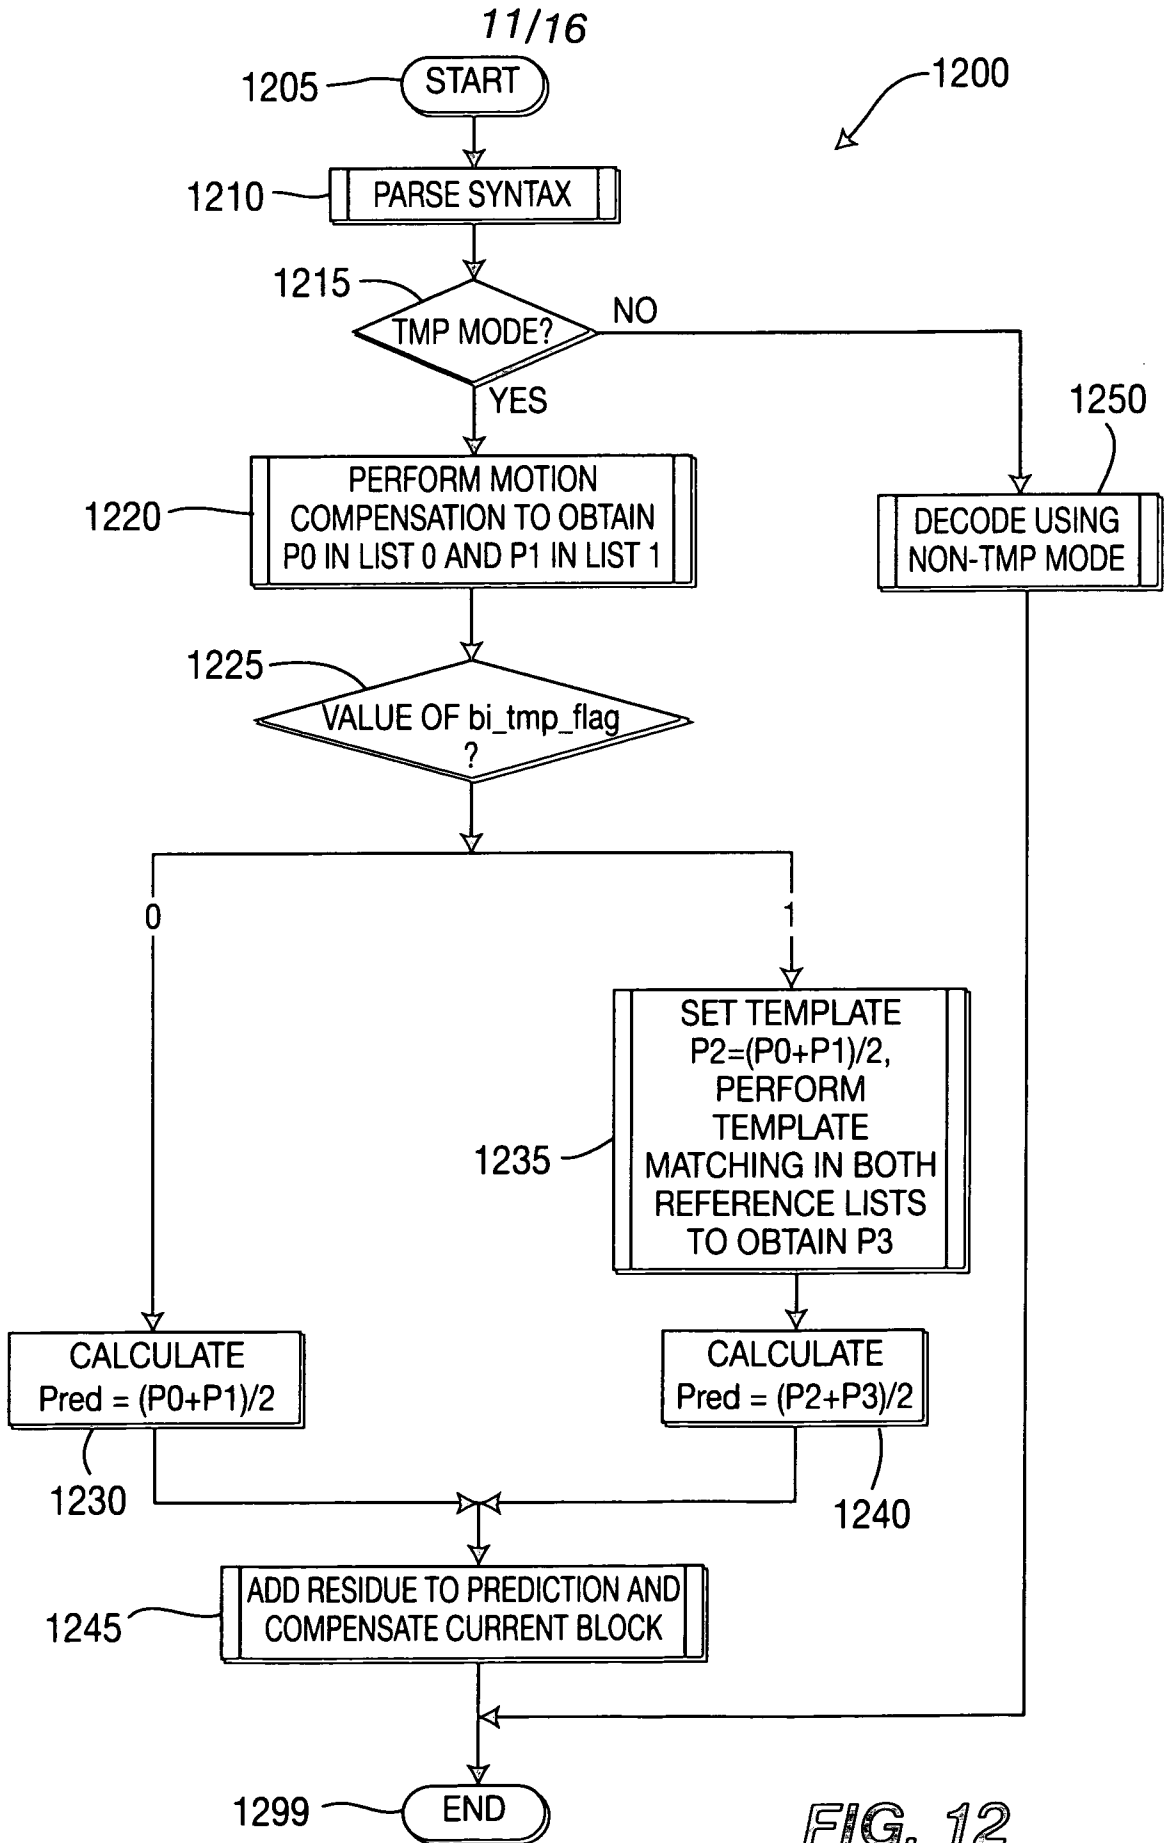 11/16
1205
START
1200
1210
PARSE SYNTAX
1215
TMP MODE?
NO
YES
1250
1220
PERFORM MOTION
COMPENSATION TO OBTAIN
P0 IN LIST 0 AND P1 IN LIST 1
DECODE USING
NON-TMP MODE
1225
VALUE OF bi_tmp_flag
?
0
1
1235
SET TEMPLATE
P2=(P0+P1)/2,
PERFORM
TEMPLATE
MATCHING IN BOTH
REFERENCE LISTS
TO OBTAIN P3
CALCULATE
Pred = (P0+P1)/2
1230
CALCULATE
Pred = (P2+P3)/2
1240
1245
ADD RESIDUE TO PREDICTION AND
COMPENSATE CURRENT BLOCK
1299
END
FIG. 12